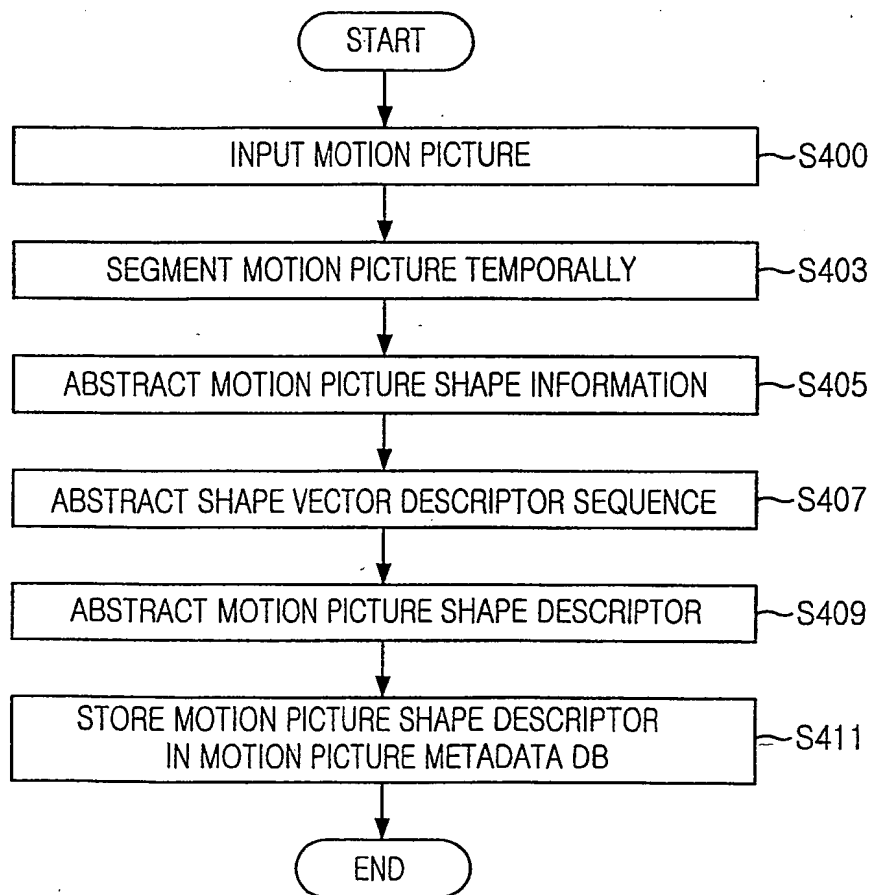 START
INPUT MOTION PICTURE
S400
SEGMENT MOTION PICTURE TEMPORALLY
S403
ABSTRACT MOTION PICTURE SHAPE INFORMATION
S405
ABSTRACT SHAPE VECTOR DESCRIPTOR SEQUENCE
S407
ABSTRACT MOTION PICTURE SHAPE DESCRIPTOR
S409
STORE MOTION PICTURE SHAPE DESCRIPTOR
IN MOTION PICTURE METADATA DB
S411
END